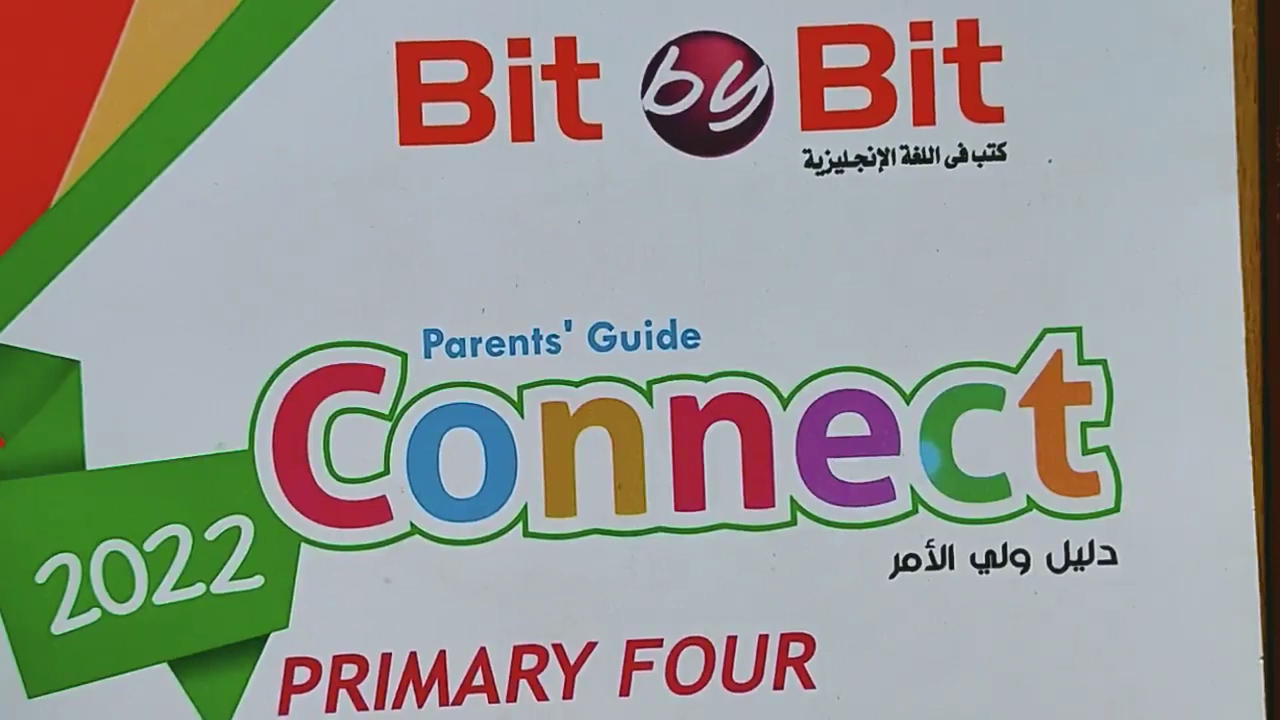 Bit by Bit
كتب فى اللغة الإنجليزية
Parents' Guide
Connect
دليل ولي الأمر
2022
PRIMARY FOUR